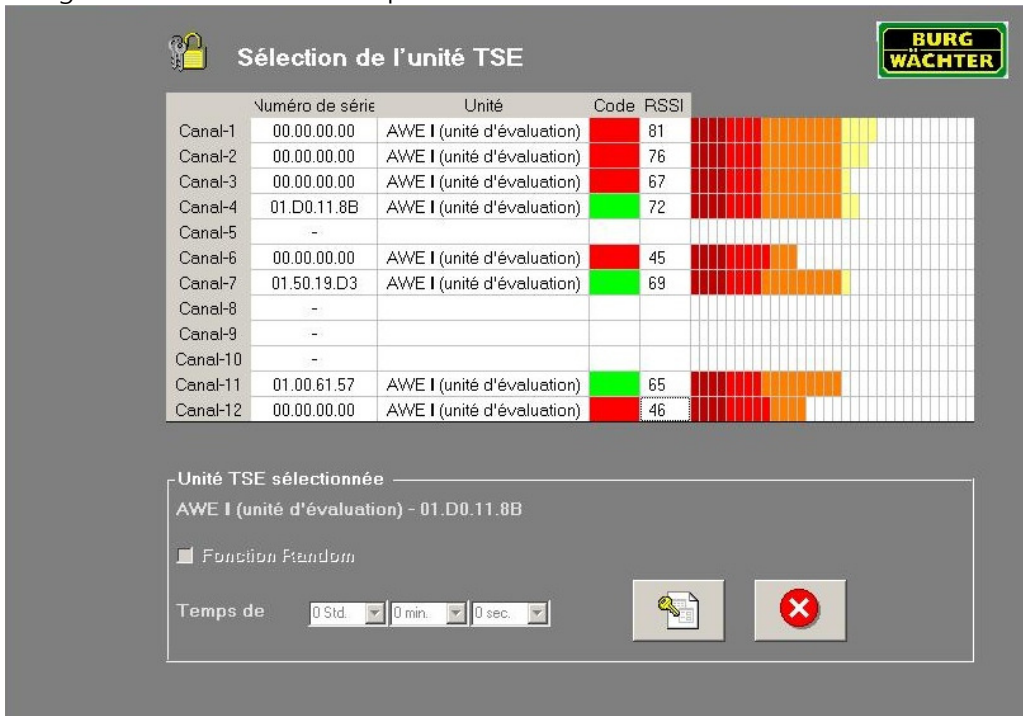 Sélection de l'unité TSE
BURG
WÄCHTER
Numéro de série Unité Code RSSI
Canal-1 00.00.00.00 AWE I (unité d'évaluation) 81
Canal-2 00.00.00.00 AWE I (unité d'évaluation) 76
Canal-3 00.00.00.00 AWE I (unité d'évaluation) 67
Canal-4 01.D0.11.8B AWE I (unité d'évaluation) 72
Canal-5 -
Canal-6 00.00.00.00 AWE I (unité d'évaluation) 45
Canal-7 01.50.19.D3 AWE I (unité d'évaluation) 69
Canal-8 -
Canal-9 -
Canal-10 -
Canal-11 01.00.61.57 AWE I (unité d'évaluation) 65
Canal-12 00.00.00.00 AWE I (unité d'évaluation) 46
Unité TSE sélectionnée
AWE I (unité d'évaluation) - 01.D0.11.8B
Fonction Random
Temps de 0 Std. 0 min. 0 sec.